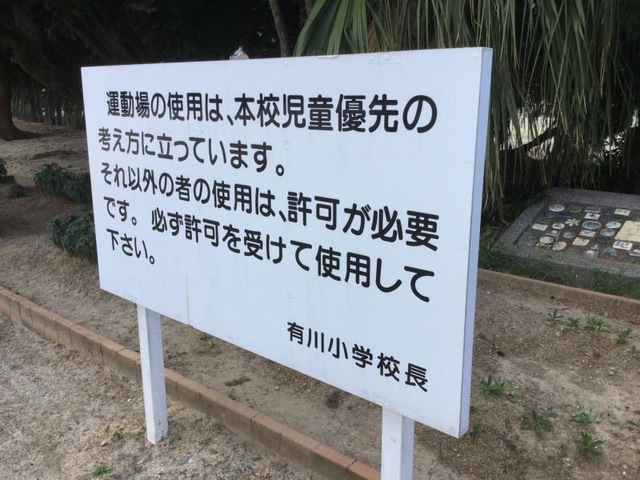 運動場の使用は、本校児童優先の
考え方に立っています。
それ以外の者の使用は、許可が必要
です。必ず許可を受けて使用して
下さい。
有川小学校長